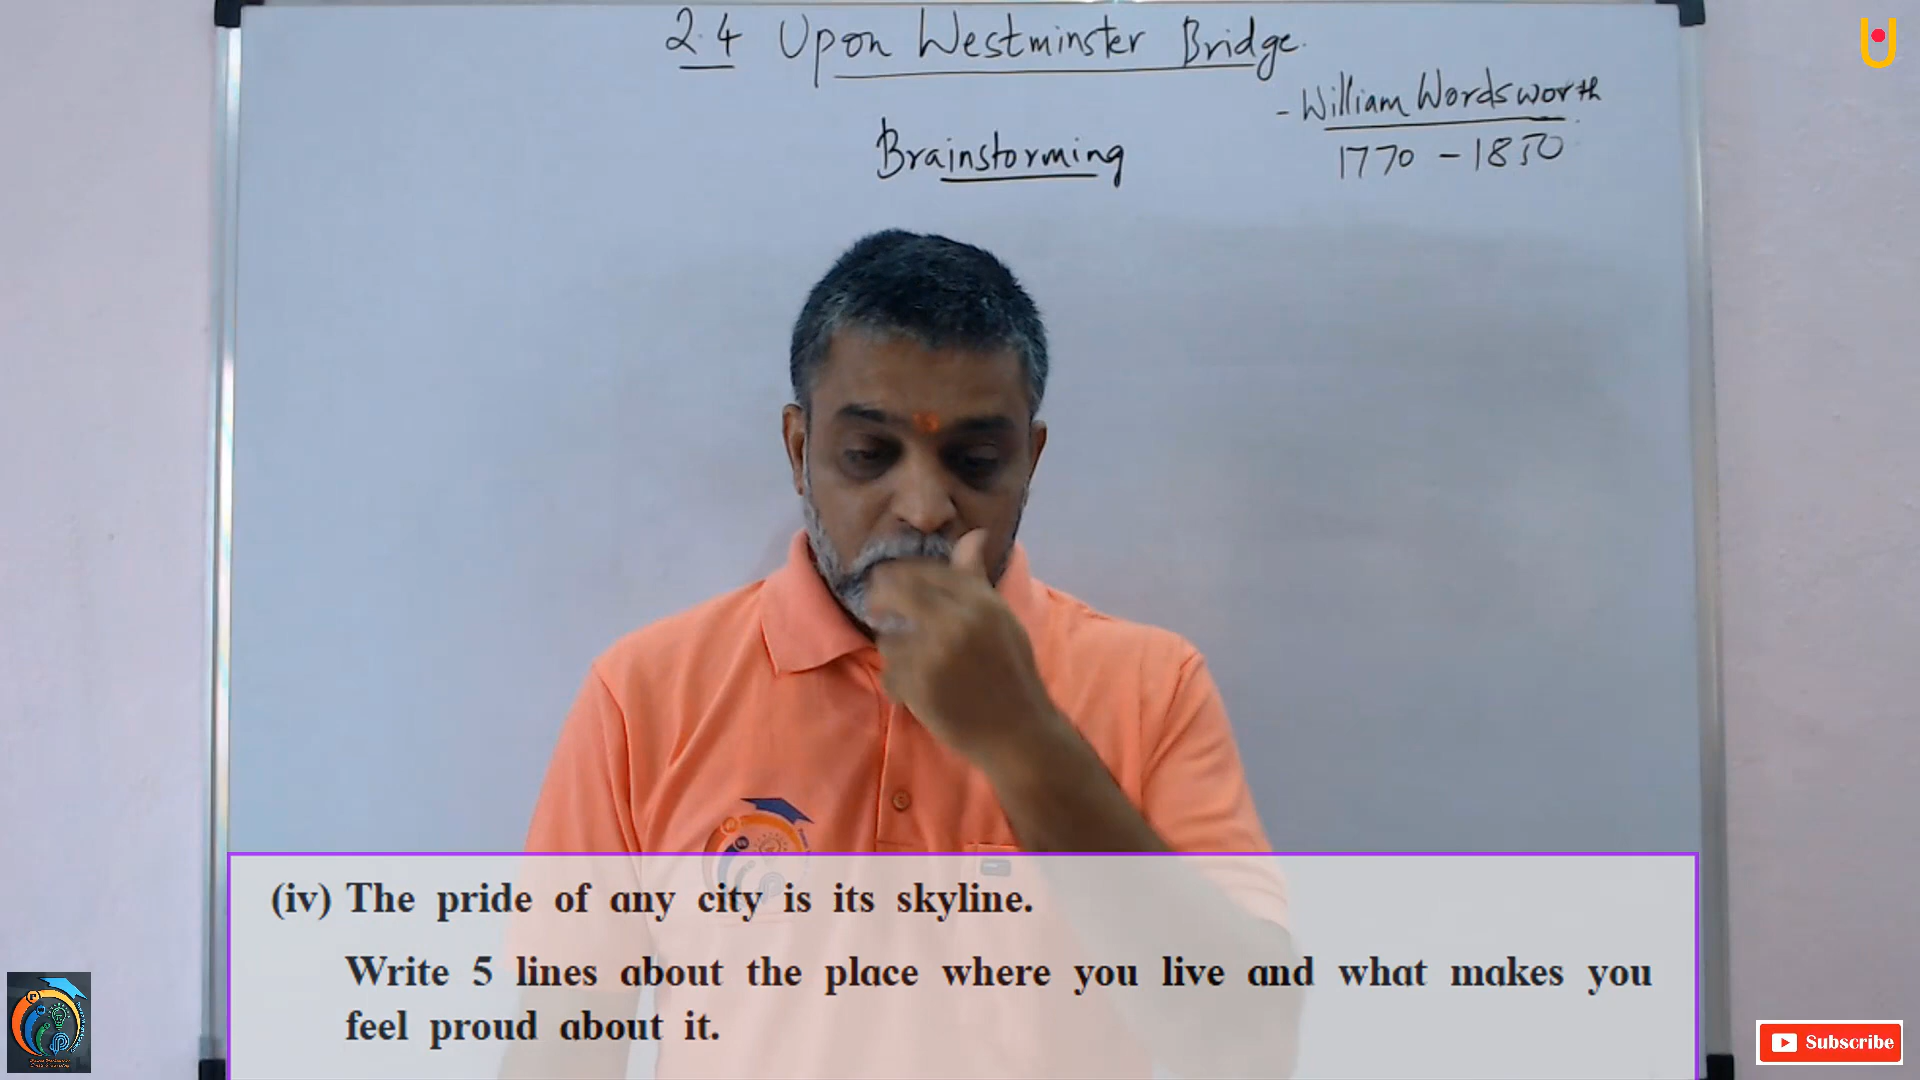 2.4 Upon Westminster Bridge.
- William Wordsworth
1770 - 1850
Brainstorming
(iv) The pride of any city is its skyline.
Write 5 lines about the place where you live and what makes you
feel proud about it.
Subscribe